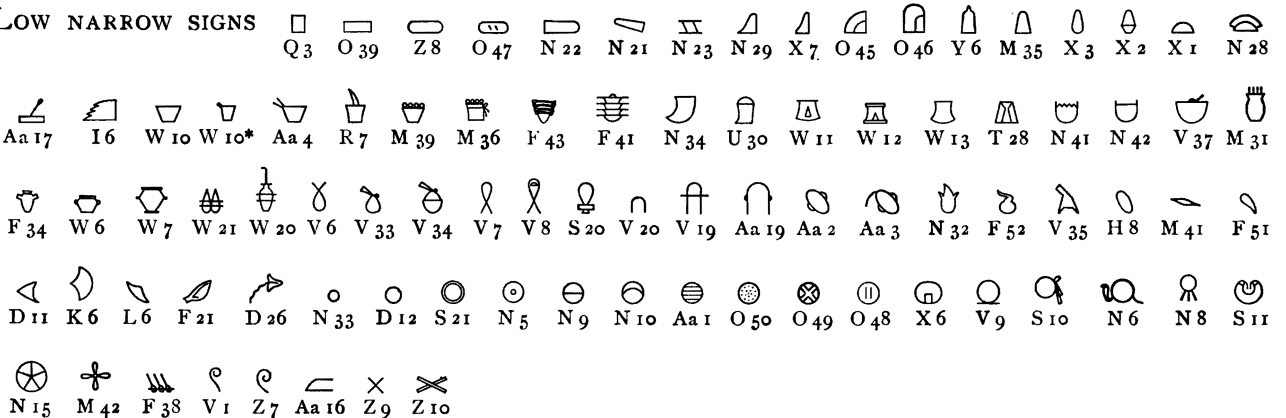 LOW NARROW SIGNS Q 3 O 39 Z 8 O 47 N 22 N 21 N 23 N 29 X 7 O 45 O 46 Y 6 M 35 X 3 X 2 X 1 N 28
Aa 17 I 6 W 10 W 10* Aa 4 R 7 M 39 M 36 F 43 F 41 N 34 U 30 W 11 W 12 W 13 T 28 N 41 N 42 V 37 M 31
F 34 W 6 W 7 W 21 W 20 V 6 V 33 V 34 V 7 V 8 S 20 V 20 V 19 Aa 19 Aa 2 Aa 3 N 32 F 52 V 35 H 8 M 41 F 51
D 11 K 6 L 6 F 21 D 26 N 33 D 12 S 21 N 5 N 9 N 10 Aa 1 O 50 O 49 O 48 X 6 V 9 S 10 N 6 N 8 S 11
N 15 M 42 F 38 V 1 Z 7 Aa 16 Z 9 Z 10